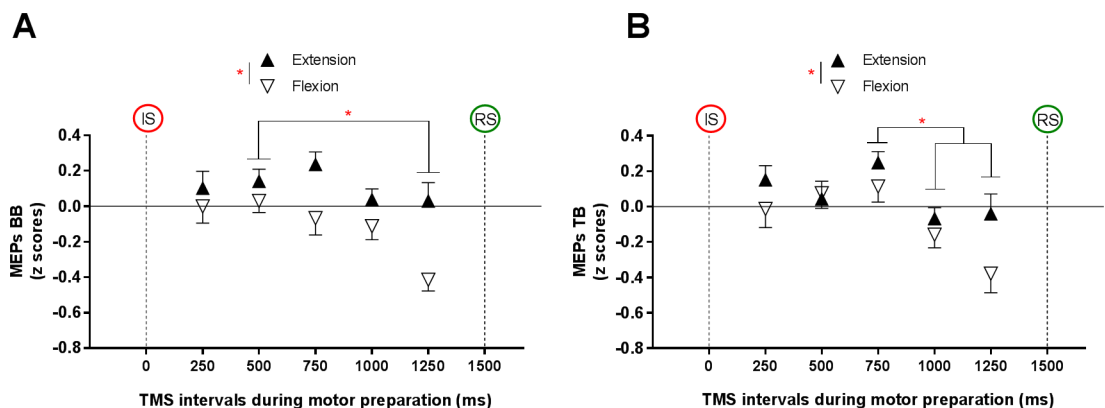 A
*
Extension
Flexion
IS
*
RS
0.4
0.2
0.0
-0.2
-0.4
-0.6
-0.8
MEPs BB
(z scores)
0 250 500 750 1000 1250 1500
TMS intervals during motor preparation (ms)
B
*
Extension
Flexion
IS
*
RS
0.4
0.2
0.0
-0.2
-0.4
-0.6
-0.8
MEPs TB
(z scores)
0 250 500 750 1000 1250 1500
TMS intervals during motor preparation (ms)